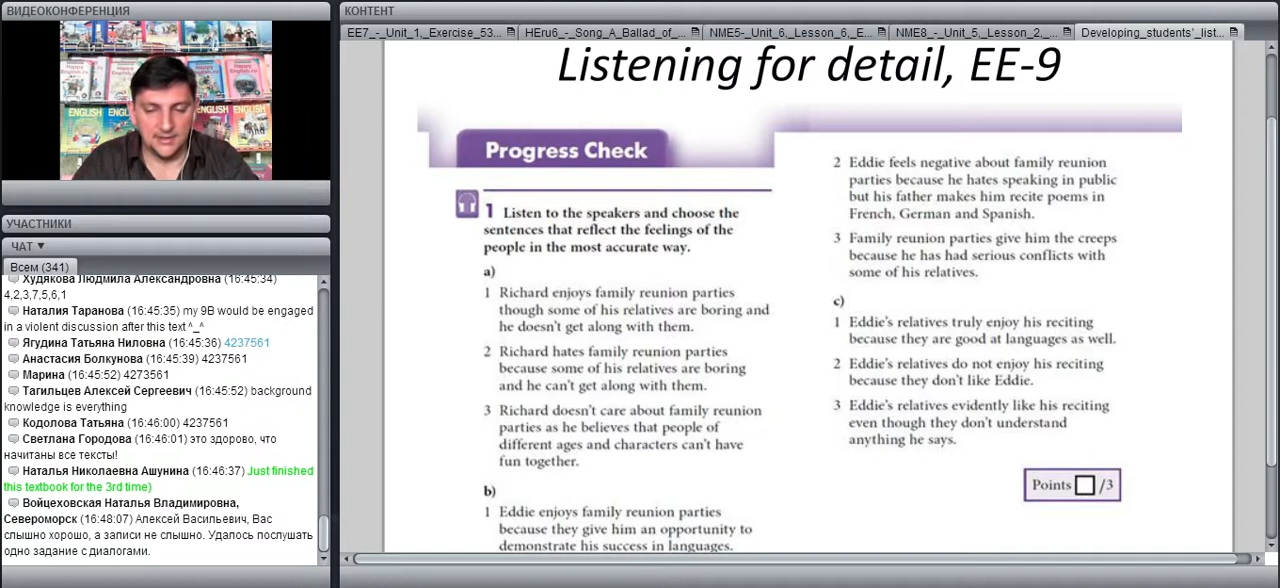 ВИДЕОКОНФЕРЕНЦИЯ
Happy
English.ru
Happy
English.ru
ENGLISH
ENGLISH
ENGLISH
УЧАСТНИКИ
ЧАТ ▼
Всем (341)
Худякова Людмила Александровна (16:45:34)
4,2,3,7,5,6,1
Наталия Таранова (16:45:35) my 9B would be engaged
in a violent discussion after this text ^_^
Ягудина Татьяна Ниловна (16:45:36) 4237561
Анастасия Болкунова (16:45:39) 4237561
Марина (16:45:52) 4273561
Тагильцев Алексей Сергеевич (16:45:52) background
knowledge is everything
Кодолова Татьяна (16:46:00) 4237561
Светлана Городова (16:46:01) это здорово, что
начитаны все тексты!
Наталья Николаевна Ашунина (16:46:37) Just finished
this textbook for the 3rd time)
Войцеховская Наталья Владимировна,
Североморск (16:48:07) Алексей Васильевич, Вас
слышно хорошо, а записи не слышно. Удалось послушать
одно задание с диалогами.
КОНТЕНТ
EE7_-_Unit_1,_Exercise_53...
HEru6_-_Song_A_Ballad_of_...
NME5-_Unit_6,_Lesson_6,_E...
NME8_-_Unit_5,_Lesson_2,_...
Developing_students'_list...
Listening for detail, EE-9
Progress Check
1 Listen to the speakers and choose the
sentences that reflect the feelings of the
people in the most accurate way.
a)
1 Richard enjoys family reunion parties
though some of his relatives are boring and
he doesn't get along with them.
2 Richard hates family reunion parties
because some of his relatives are boring
and he can't get along with them.
3 Richard doesn't care about family reunion
parties as he believes that people of
different ages and characters can't have
fun together.
b)
1 Eddie enjoys family reunion parties
because they give him an opportunity to
demonstrate his success in languages.
2 Eddie feels negative about family reunion
parties because he hates speaking in public
but his father makes him recite poems in
French, German and Spanish.
3 Family reunion parties give him the creeps
because he has had serious conflicts with
some of his relatives.
c)
1 Eddie's relatives truly enjoy his reciting
because they are good at languages as well.
2 Eddie's relatives do not enjoy his reciting
because they don't like Eddie.
3 Eddie's relatives evidently like his reciting
even though they don't understand
anything he says.
Points /3